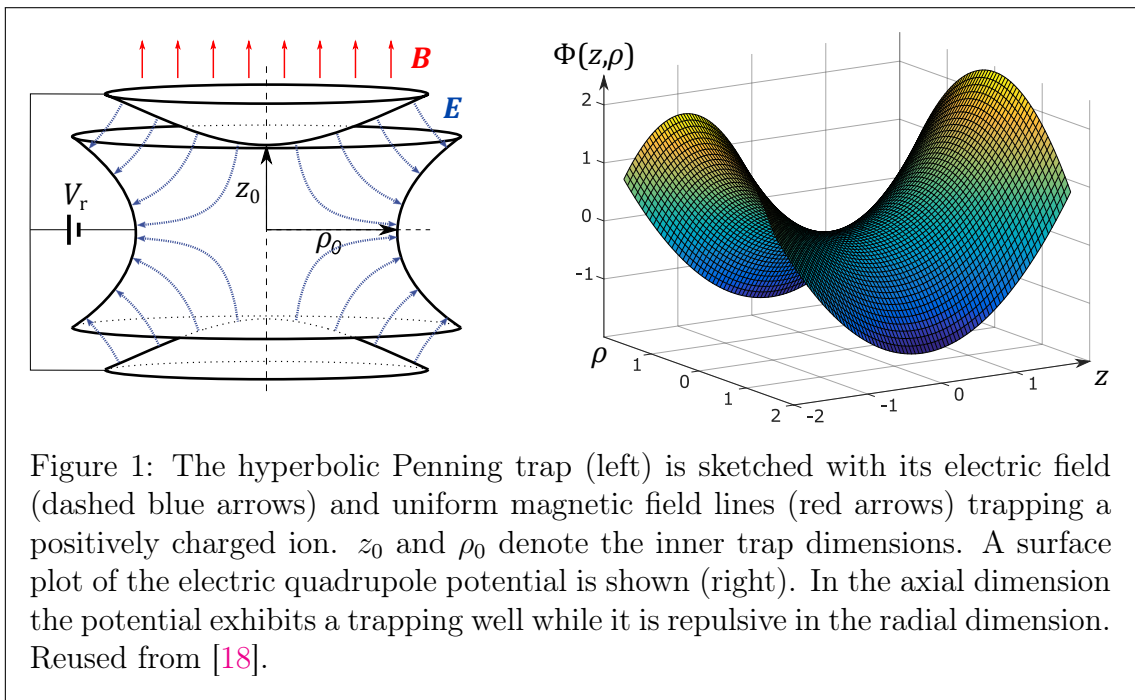 B
E
V_r
z_0
ρ_0
Φ(z,ρ)
2
1
0
-1
ρ
1
0
1
2
-2
-1
0
1
z
Figure 1: The hyperbolic Penning trap (left) is sketched with its electric field
(dashed blue arrows) and uniform magnetic field lines (red arrows) trapping a
positively charged ion. z_0 and ρ_0 denote the inner trap dimensions. A surface
plot of the electric quadrupole potential is shown (right). In the axial dimension
the potential exhibits a trapping well while it is repulsive in the radial dimension.
Reused from [18].